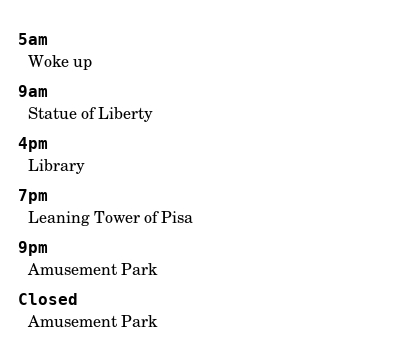 5am
Woke up
9am
Statue of Liberty
4pm
Library
7pm
Leaning Tower of Pisa
9pm
Amusement Park
Closed
Amusement Park